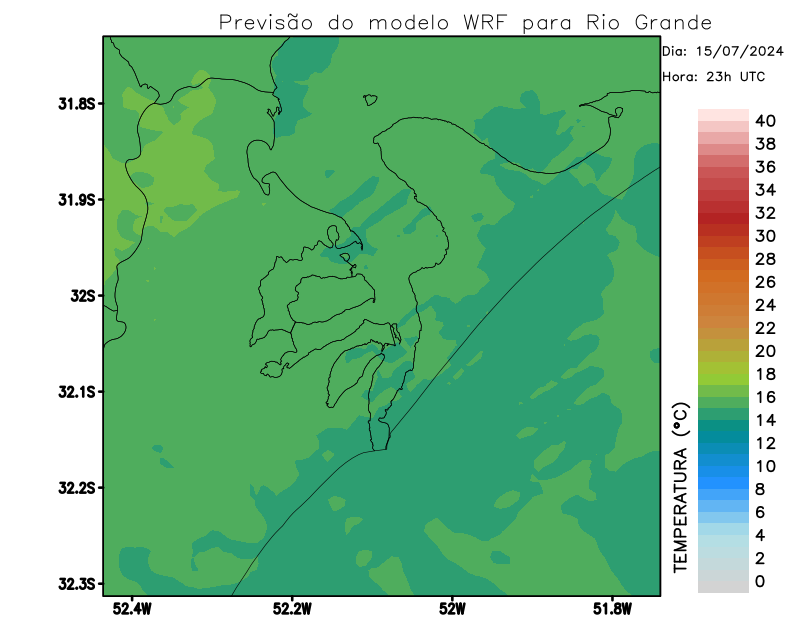 Previsão do modelo WRF para Rio Grande
Dia: 15/07/2024
Hora: 23h UTC
31.8S
31.9S
32S
32.1S
32.2S
32.3S
52.4W
52.2W
52W
51.8W
TEMPERATURA (°C)
40
38
36
34
32
30
28
26
24
22
20
18
16
14
12
10
8
6
4
2
0